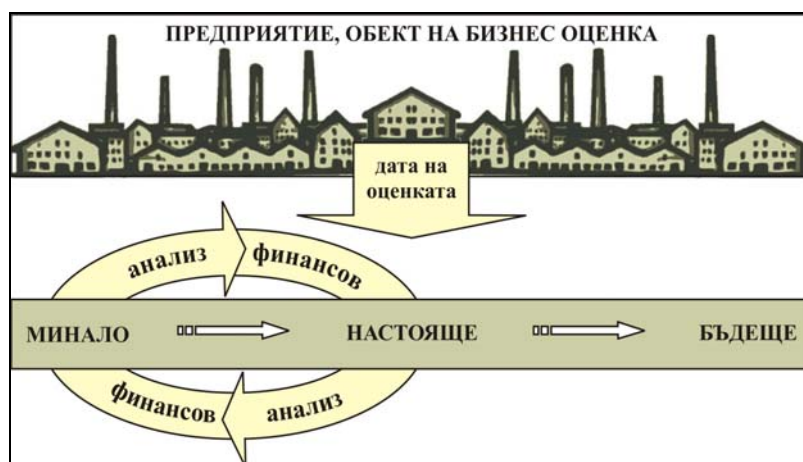 ПРЕДПРИЯТИЕ, ОБЕКТ НА БИЗНЕС ОЦЕНКА
дата на
оценката
анализ финансов
МИНАЛО НАСТОЯЩЕ БЪДЕЩЕ
финансов анализ